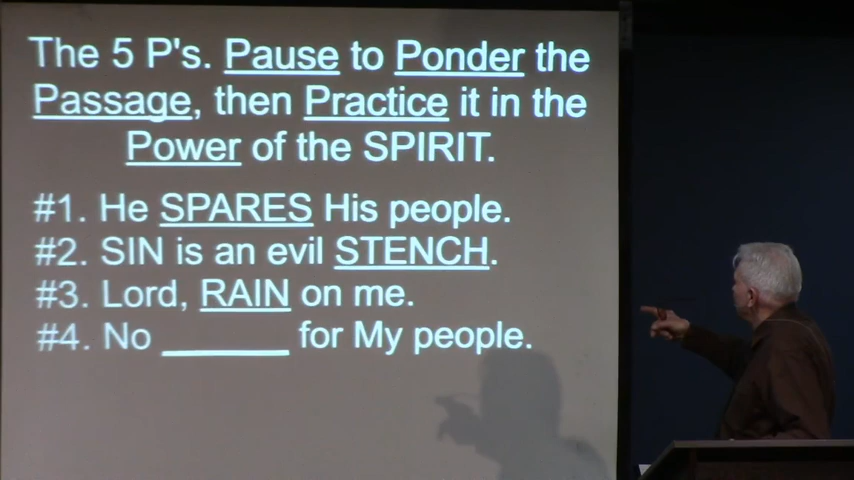 The 5 P's. Pause to Ponder the
Passage, then Practice it in the
Power of the SPIRIT.
#1. He SPARES His people.
#2. SIN is an evil STENCH.
#3. Lord, RAIN on me.
#4. No _______ for My people.